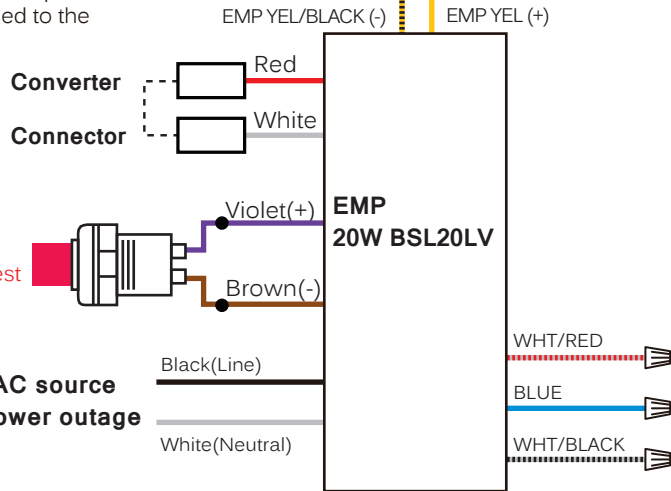 ed to the
EMP YEL/BLACK (-)
EMP YEL (+)
Converter
Red
Connector
White
Violet(+)
EMP
20W BSL20LV
est
Brown(-)
WHT/RED
Black(Line)
AC source
ower outage
BLUE
White(Neutral)
WHT/BLACK